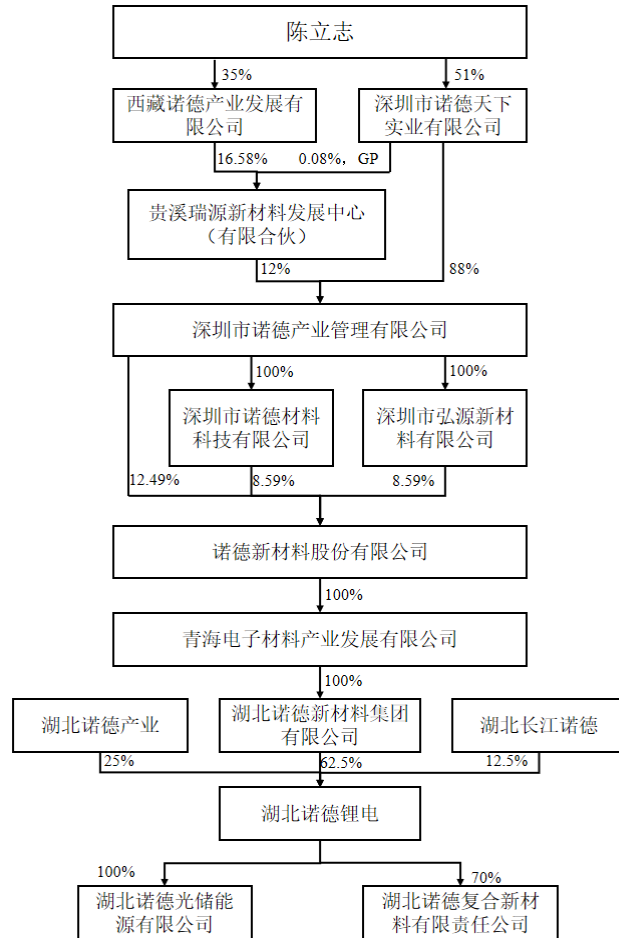 陈立志
35%
51%
西藏诺德产业发展有
限公司
深圳市诺德天下
实业有限公司
16.58%
0.08%，GP
贵溪瑞源新材料发展中心
（有限合伙）
12%
88%
深圳市诺德产业管理有限公司
100%
100%
深圳市诺德材料
科技有限公司
深圳市弘源新材
料有限公司
12.49%
8.59%
8.59%
诺德新材料股份有限公司
100%
青海电子材料产业发展有限公司
100%
湖北诺德产业
湖北诺德新材料集团
有限公司
湖北长江诺德
25%
62.5%
12.5%
湖北诺德锂电
100%
70%
湖北诺德光储能
源有限公司
湖北诺德复合新材
料有限责任公司